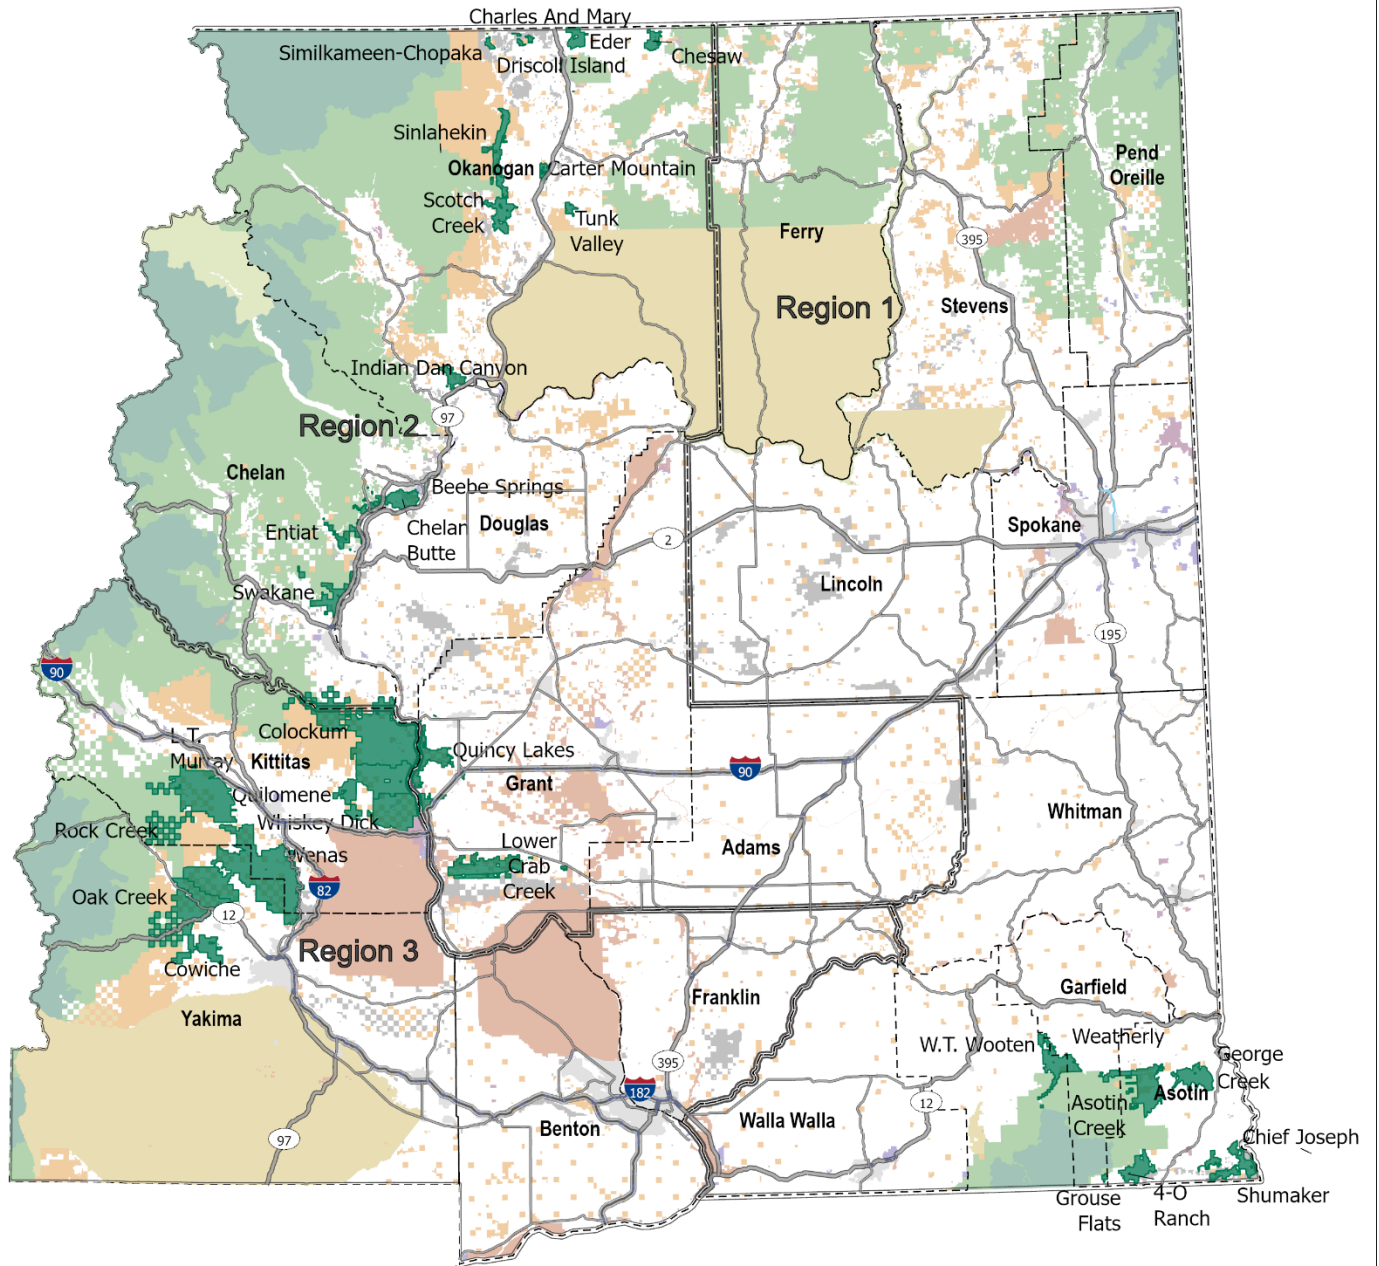 Charles And Mary
Eder
Similkameen-Chopaka
Driscoll Island
Chesaw
Sinlahekin
Okanogan
Carter Mountain
Pend
Oreille
Scotch
Creek
Tunk
Valley
Ferry
395
Region 1
Stevens
Indian Dan Canyon
97
Region 2
Chelan
Beebe Springs
Chelan
Butte
Douglas
Entiat
2
Spokane
Lincoln
Swakane
195
90
L.T.
Murray
Colockum
Kittitas
Quincy Lakes
Grant
90
Quilomene
Whiskey Dick
Whitman
Rock Creek
Wenas
Lower
Crab
Creek
Adams
82
Oak Creek
12
Region 3
Cowiche
Yakima
Franklin
Garfield
W.T. Wooten
Weatherly
George
Creek
395
182
Asotin
Asotin
Creek
12
97
Benton
Walla Walla
Chief Joseph
Grouse
Flats
4-O
Ranch
Shumaker